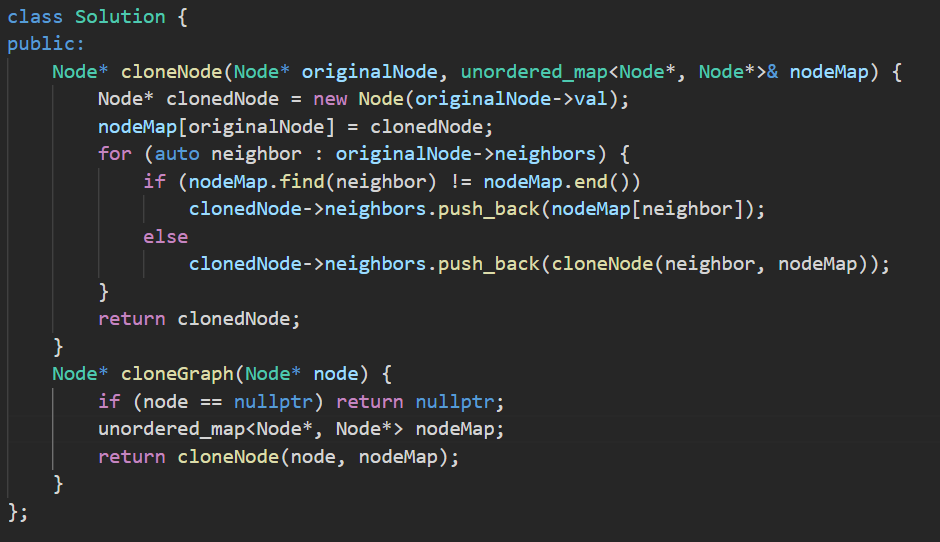 class Solution {
public:
    Node* cloneNode(Node* originalNode, unordered_map<Node*, Node*>& nodeMap) {
        Node* clonedNode = new Node(originalNode->val);
        nodeMap[originalNode] = clonedNode;
        for (auto neighbor : originalNode->neighbors) {
            if (nodeMap.find(neighbor) != nodeMap.end())
                clonedNode->neighbors.push_back(nodeMap[neighbor]);
            else
                clonedNode->neighbors.push_back(cloneNode(neighbor, nodeMap));
        }
        return clonedNode;
    }
    Node* cloneGraph(Node* node) {
        if (node == nullptr) return nullptr;
        unordered_map<Node*, Node*> nodeMap;
        return cloneNode(node, nodeMap);
    }
};